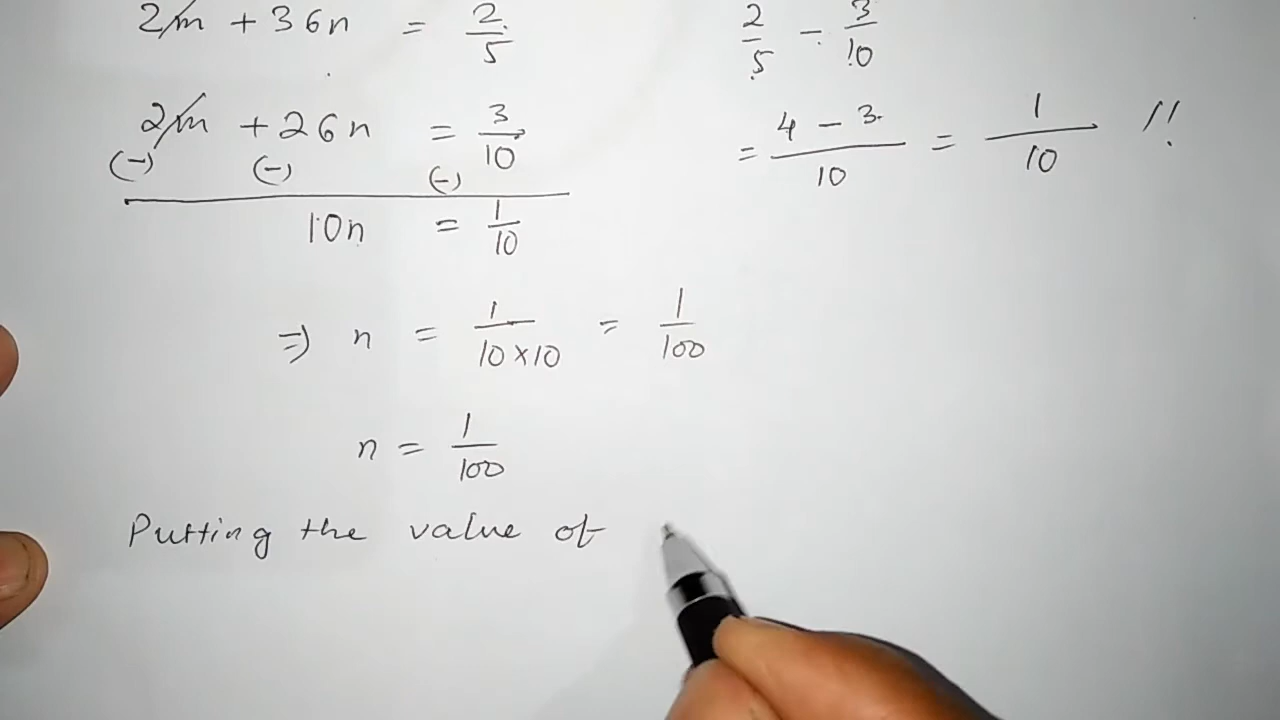 2m + 36n = 2/5
2m + 26n = 3/10
(-) (-) (-)
10n = 1/10
⇒ n = 1/10×10 = 1/100
n = 1/100
Putting the value of
2/5 - 3/10
= 4 - 3/10 = 1/10 //